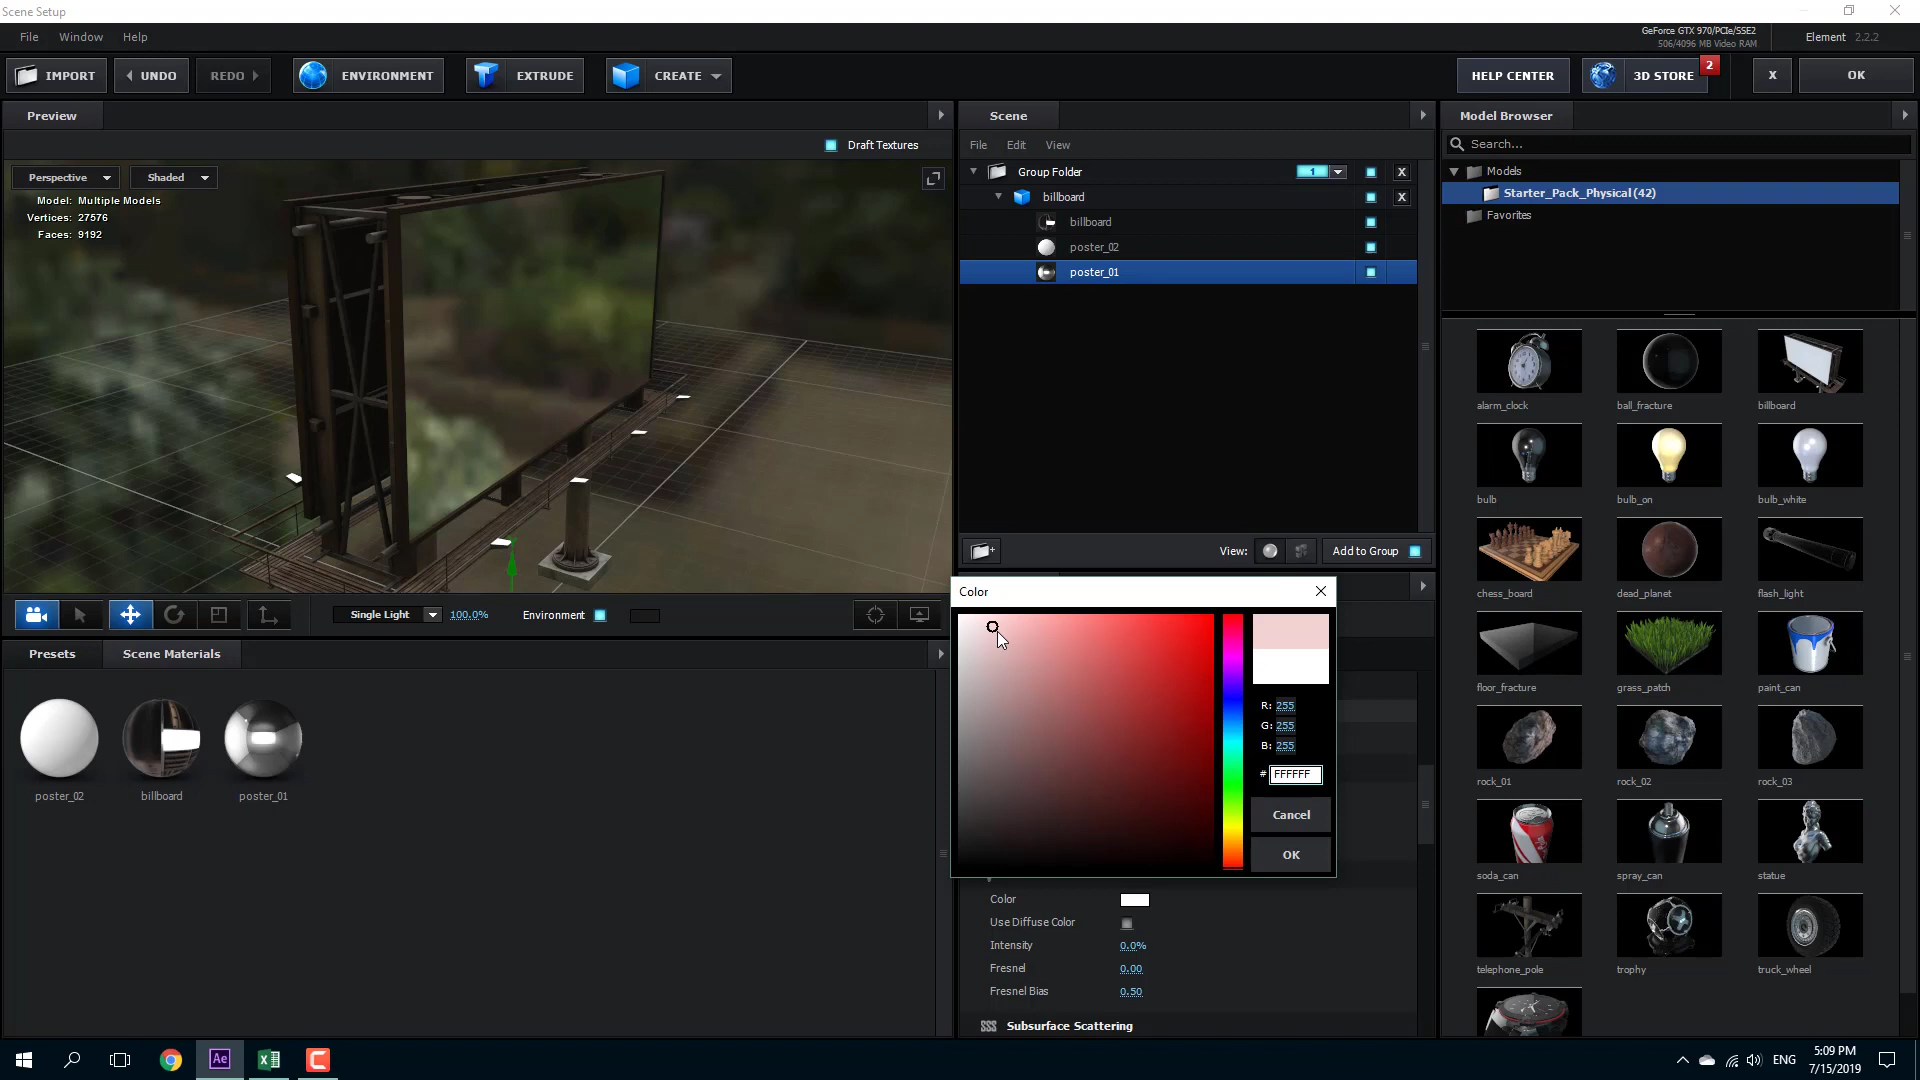 Scene Setup
File Window Help
GeForce GTX 970/PCIe/SSE2
506/4096 MB Video RAM
Element 2.2.2
IMPORT UNDO REDO ENVIRONMENT EXTRUDE CREATE HELP CENTER 3D STORE 2 X OK
Preview
Draft Textures
Perspective Shaded
Model: Multiple Models
Vertices: 27576
Faces: 9192
Single Light 100.0% Environment
Presets Scene Materials
poster_02 billboard poster_01
Scene
File Edit View
Group Folder 1 X
billboard X
billboard
poster_02
poster_01
View: Add to Group
Color
R: 255
G: 255
B: 255
# FFFFFF
Cancel
OK
Color
Use Diffuse Color
Intensity 0.0%
Fresnel 0.00
Fresnel Bias 0.50
Subsurface Scattering
Model Browser
Search...
Models
Starter_Pack_Physical (42)
Favorites
alarm_clock ball_fracture billboard
bulb bulb_on bulb_white
chess_board dead_planet flash_light
floor_fracture grass_patch paint_can
rock_01 rock_02 rock_03
soda_can spray_can statue
telephone_pole trophy truck_wheel
Ae
ENG
5:09 PM
7/15/2019